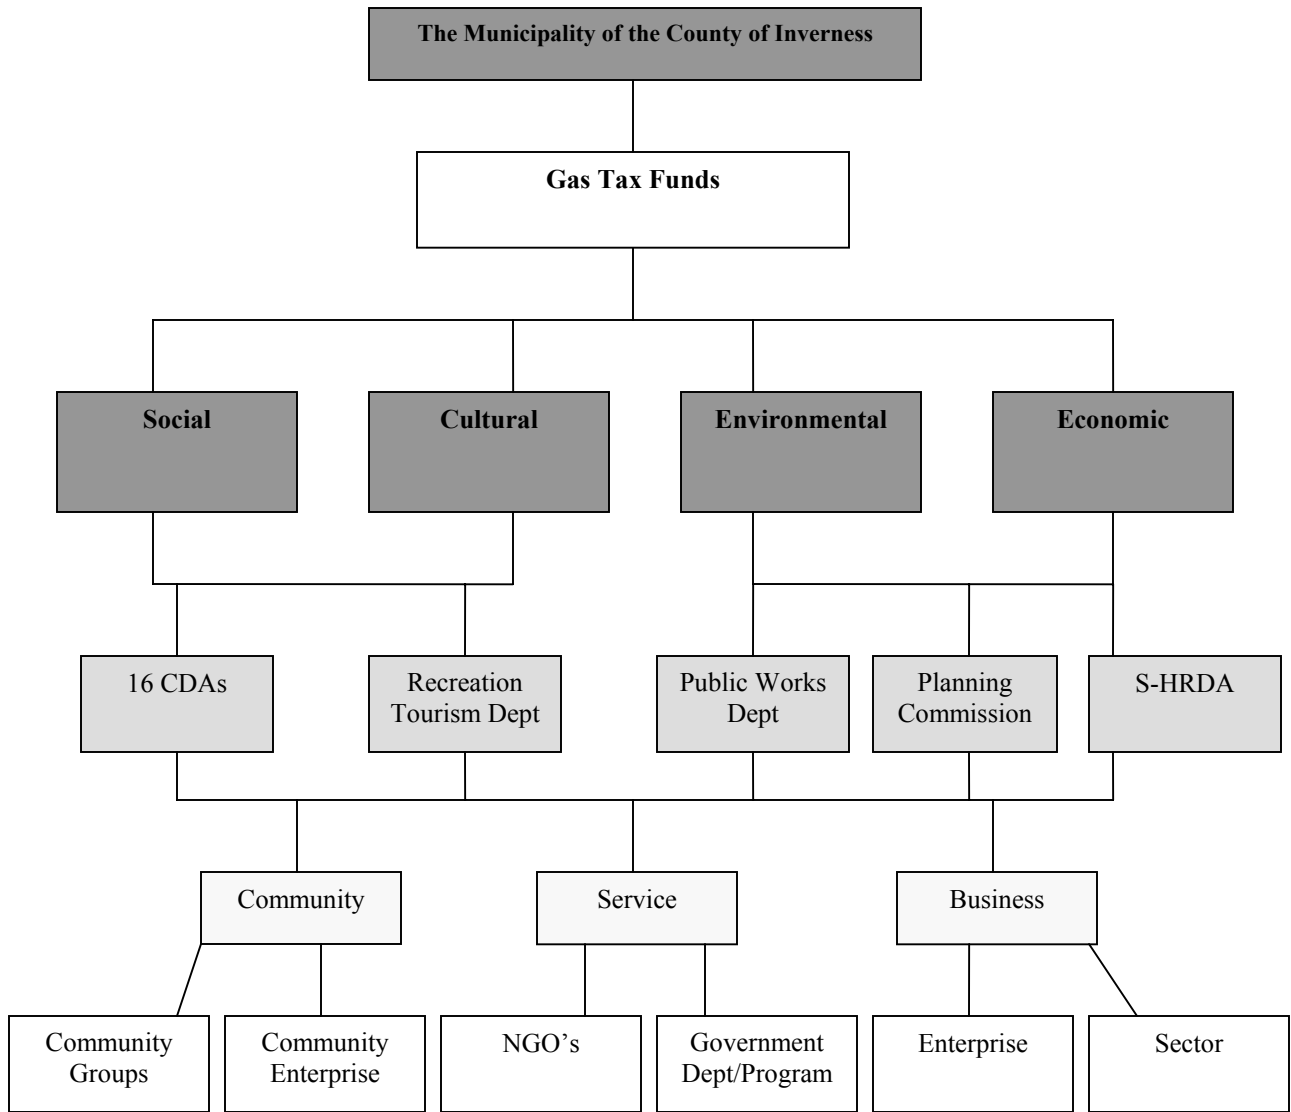 The Municipality of the County of Inverness
Gas Tax Funds
Social
Cultural
Environmental
Economic
16 CDAs
Recreation
Tourism Dept
Public Works
Dept
Planning
Commission
S-HRDA
Community
Service
Business
Community
Groups
Community
Enterprise
NGO’s
Government
Dept/Program
Enterprise
Sector